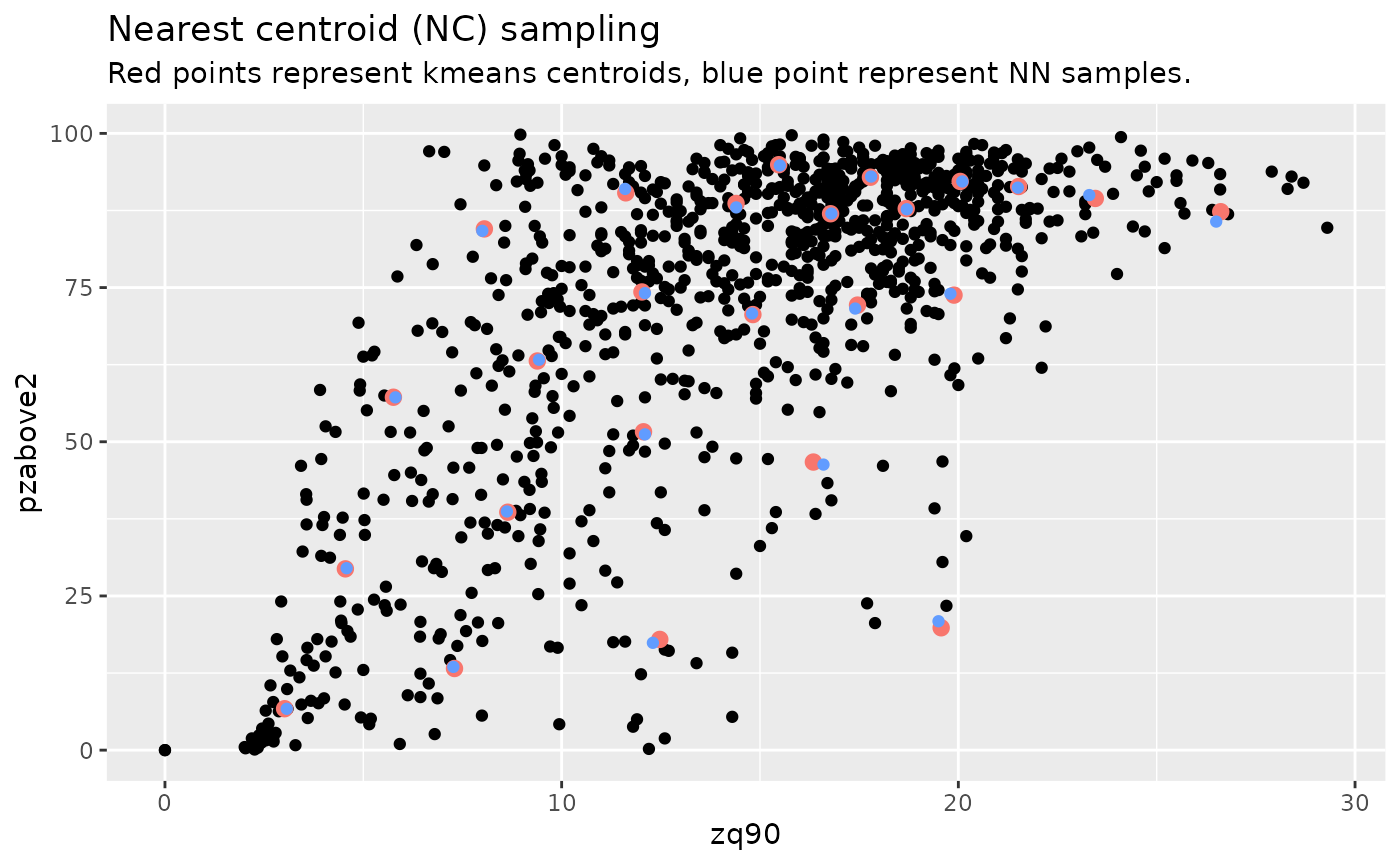 Nearest centroid (NC) sampling
Red points represent kmeans centroids, blue point represent NN samples.
100
75
50
25
0
pzabove2
0
10
20
30
zq90